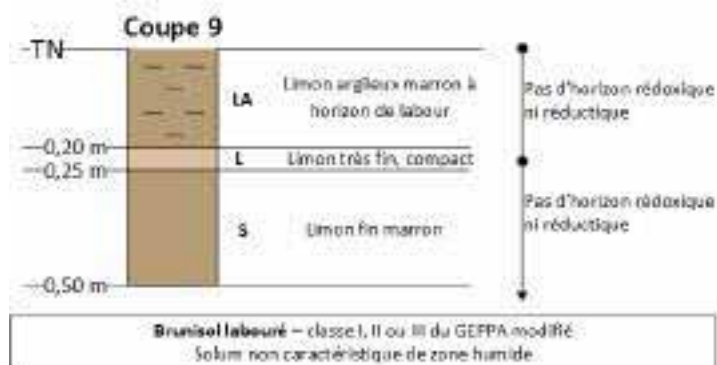 Coupe 9
TN
LA
Limon argileux marron à
horizon de labour
Pas d'horizon rédoxique
ni réductique
0,20 m
L
Limon très fin, compact
0,25 m
S
Limon fin marron
Pas d'horizon rédoxique
ni réductique
0,50 m
Brunisol labouré – classe I, II ou III du GEPPA modifié
Solum non caractéristique de zone humide